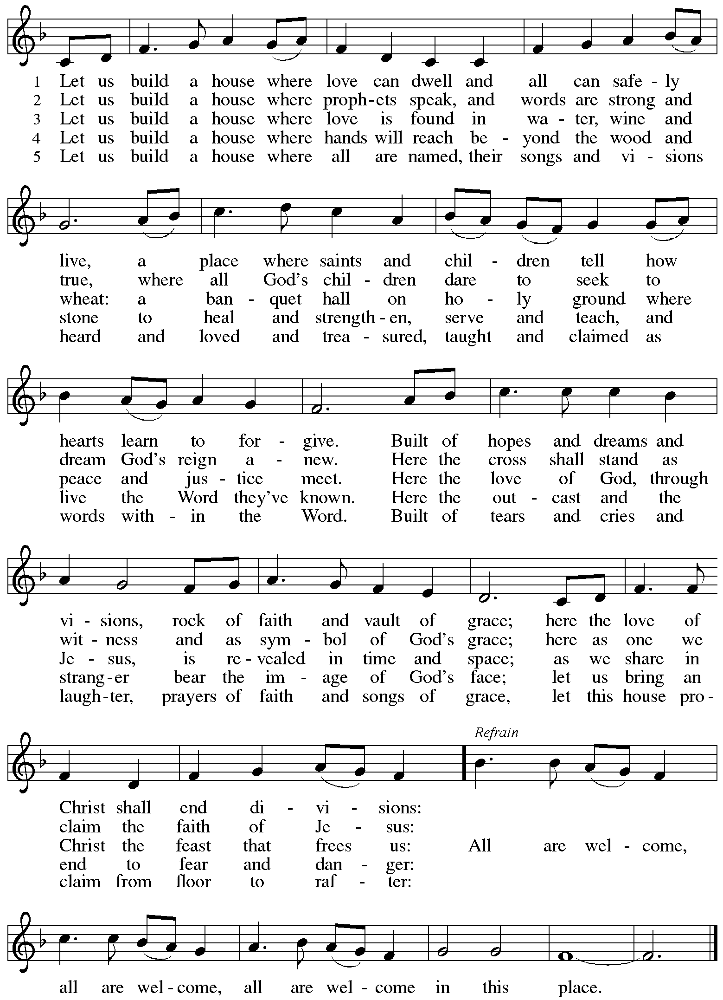 1 Let us build a house where love can dwell and all can safe - ly
2 Let us build a house where proph - ets speak, and words are strong and
3 Let us build a house where love is found in wa - ter, wine and
4 Let us build a house where hands will reach be - yond the wood and
5 Let us build a house where all are named, their songs and vi - sions
live, a place where saints and chil - dren tell how
true, where all God's chil - dren dare to seek to
wheat: a ban - quet hall on ho - ly ground where
stone to heal and strength - en, serve and teach, and
heard and loved and trea - sured, taught and claimed as
hearts learn to for - give. Built of hopes and dreams and
dream God's reign a - new. Here the cross shall stand as
peace and jus - tice meet. Here the love of God, through
live the Word they've known. Here the out - cast and the
words with - in the Word. Built of tears and cries and
vi - sions, rock of faith and vault of grace; here the love of
wit - ness and as sym - bol of God's grace; here as one we
Je - sus, is re - vealed in time and space; as we share in
strang - er bear the im - age of God's face; let us bring an
laugh - ter, prayers of faith and songs of grace, let this house pro -
Refrain
Christ shall end di - vi - sions:
claim the faith of Je - sus:
Christ the feast that frees us: All are wel - come,
end to fear and dan - ger:
claim from floor to raf - ter:
all are wel - come, all are wel - come in this place.